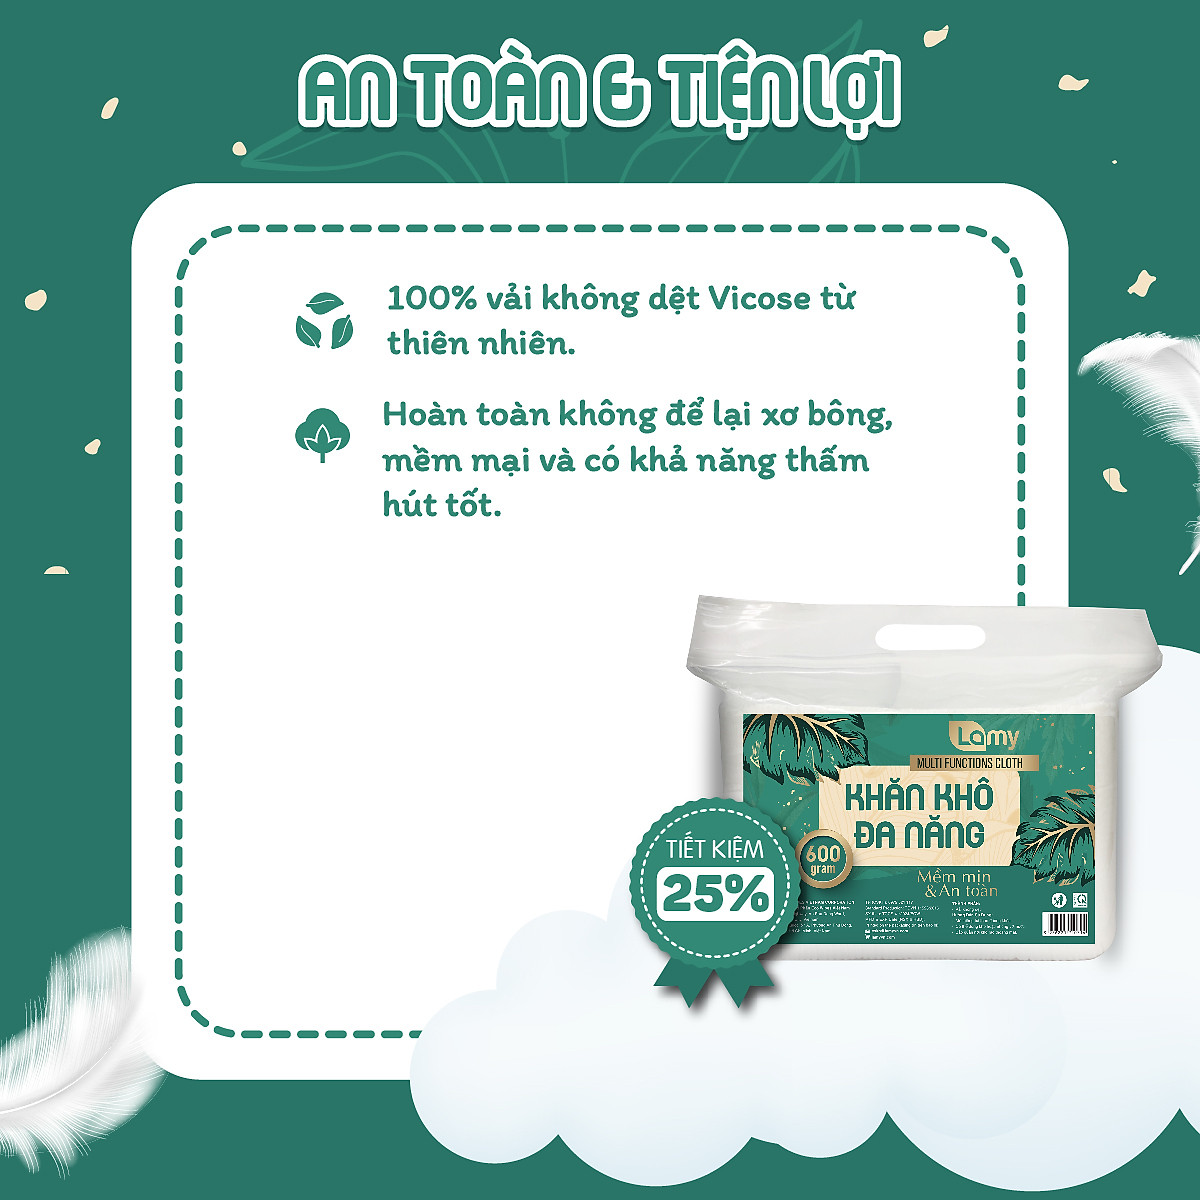 AN TOÀN & TIỆN LỢI
100% vải không dệt Vicose từ
thiên nhiên.
Hoàn toàn không để lại xơ bông,
mềm mại và có khả năng thấm
hút tốt.
Lamy
MULTI FUNCTIONS CLOTH
KHĂN KHÔ
ĐA NĂNG
600
gram
Mềm mịn
& An toàn
TIẾT KIỆM
25%